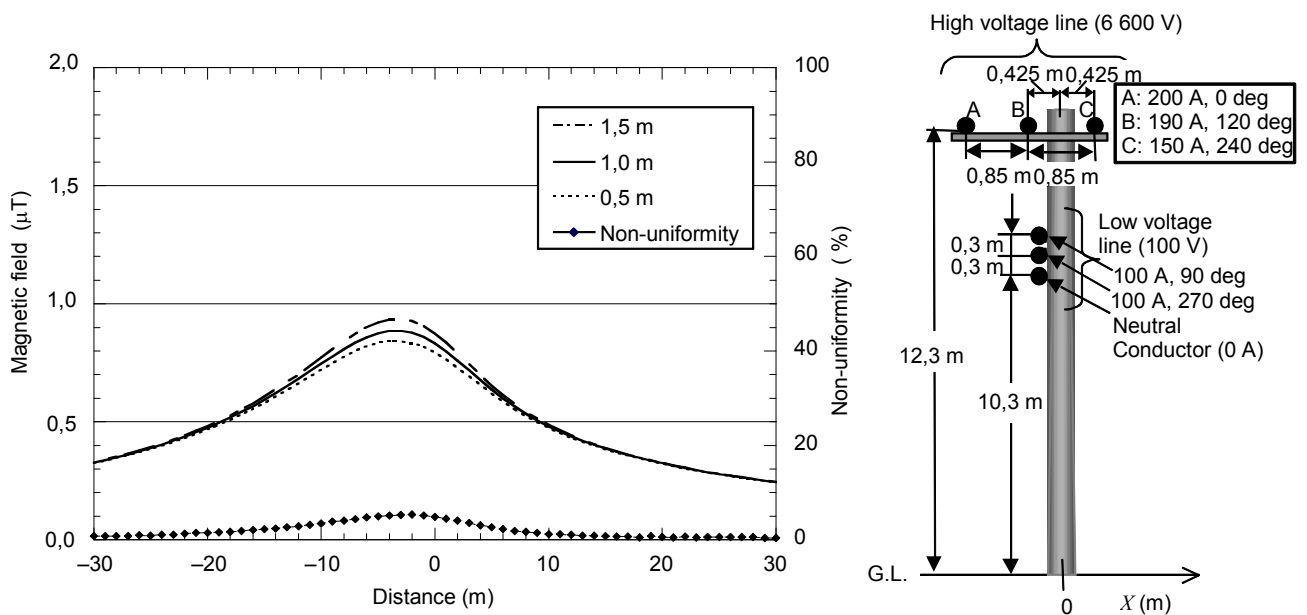 Magnetic field (μT)
2,0
1,5
1,0
0,5
0,0
1,5 m
1,0 m
0,5 m
Non-uniformity
100
80
60
40
20
0
Non-uniformity ( %)
–30
–20
–10
0
10
20
30
Distance (m)
High voltage line (6 600 V)
0,425 m
0,425 m
A
B
C
A: 200 A, 0 deg
B: 190 A, 120 deg
C: 150 A, 240 deg
0,85 m
0,85 m
Low voltage
line (100 V)
0,3 m
0,3 m
100 A, 90 deg
100 A, 270 deg
Neutral
Conductor (0 A)
12,3 m
10,3 m
G.L.
0
X (m)